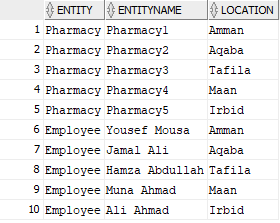 ENTITY ENTITYNAME LOCATION
1 Pharmacy Pharmacy1 Amman
2 Pharmacy Pharmacy2 Aqaba
3 Pharmacy Pharmacy3 Tafila
4 Pharmacy Pharmacy4 Maan
5 Pharmacy Pharmacy5 Irbid
6 Employee Yousef Mousa Amman
7 Employee Jamal Ali Aqaba
8 Employee Hamza Abdullah Tafila
9 Employee Muna Ahmad Maan
10 Employee Ali Ahmad Irbid